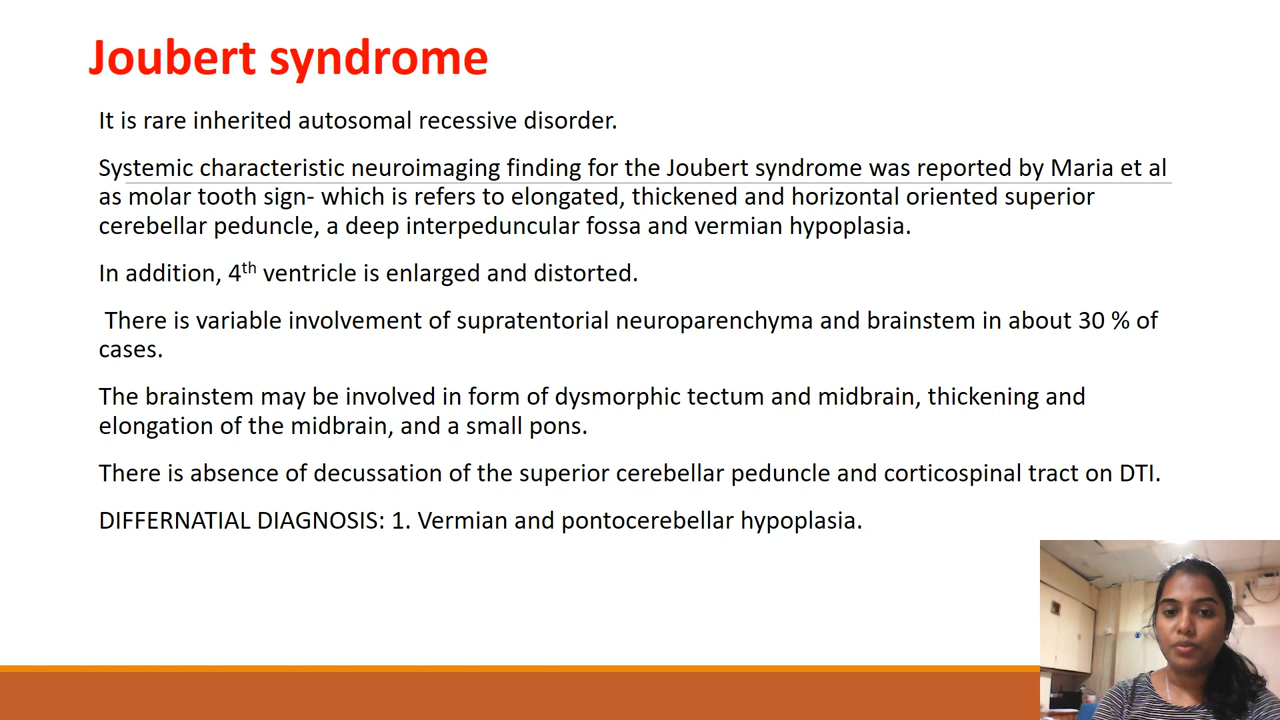 Joubert syndrome
It is rare inherited autosomal recessive disorder.
Systemic characteristic neuroimaging finding for the Joubert syndrome was reported by Maria et al
as molar tooth sign- which is refers to elongated, thickened and horizontal oriented superior
cerebellar peduncle, a deep interpeduncular fossa and vermian hypoplasia.
In addition, 4th ventricle is enlarged and distorted.
There is variable involvement of supratentorial neuroparenchyma and brainstem in about 30 % of
cases.
The brainstem may be involved in form of dysmorphic tectum and midbrain, thickening and
elongation of the midbrain, and a small pons.
There is absence of decussation of the superior cerebellar peduncle and corticospinal tract on DTI.
DIFFERNATIAL DIAGNOSIS: 1. Vermian and pontocerebellar hypoplasia.